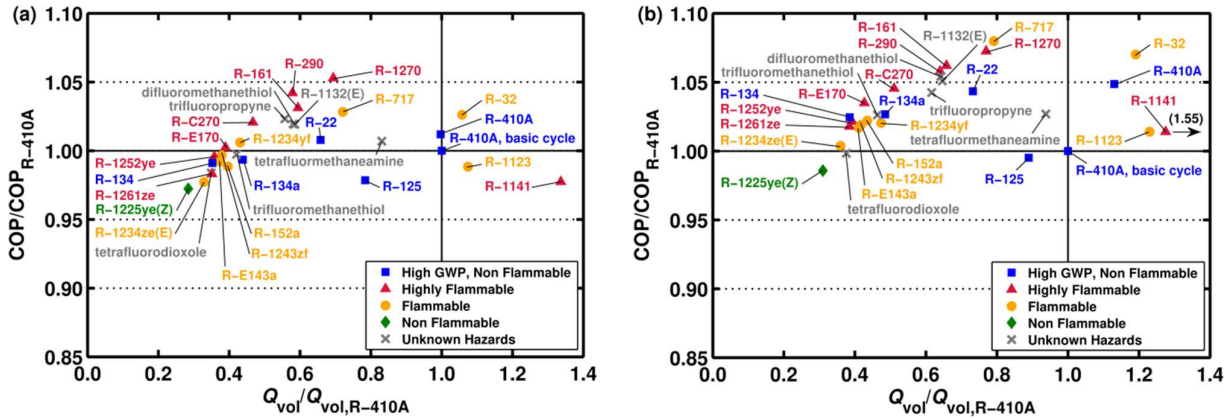 (a)
1.10
1.05
1.00
0.95
0.90
0.85
COP/COP_R−410A
0.0 0.2 0.4 0.6 0.8 1.0 1.2 1.4
Q_vol/Q_vol,R−410A
R−290
R−161
R−1270
difluoromethanethiol
R−1132(E)
trifluoropropyne
R−717
R−32
R−C270
R−22
R−410A
R−E170
R−1234yf
R−410A, basic cycle
R−1252ye
tetrafluormethaneamine
R−1123
R−134
R−134a
R−125
R−1141
R−1261ze
R−1225ye(Z)
trifluoromethanethiol
R−1234ze(E)
R−152a
tetrafluorodioxole
R−1243zf
R−E143a
High GWP, Non Flammable
Highly Flammable
Flammable
Non Flammable
Unknown Hazards
(b)
1.10
1.05
1.00
0.95
0.90
0.85
COP/COP_R−410A
0.0 0.2 0.4 0.6 0.8 1.0 1.2 1.4
Q_vol/Q_vol,R−410A
R−161
R−1132(E)
R−717
R−290
R−1270
R−32
difluoromethanethiol
trifluoromethanethiol
R−22
R−C270
R−410A
R−E170
R−134
R−134a
trifluoropropyne
R−1141
(1.55)
R−1252ye
R−1261ze
R−1234yf
R−1234ze(E)
tetrafluormethaneamine
R−1123
R−152a
R−125
R−410A, basic cycle
R−1225ye(Z)
R−1243zf
R−E143a
tetrafluorodioxole
High GWP, Non Flammable
Highly Flammable
Flammable
Non Flammable
Unknown Hazards